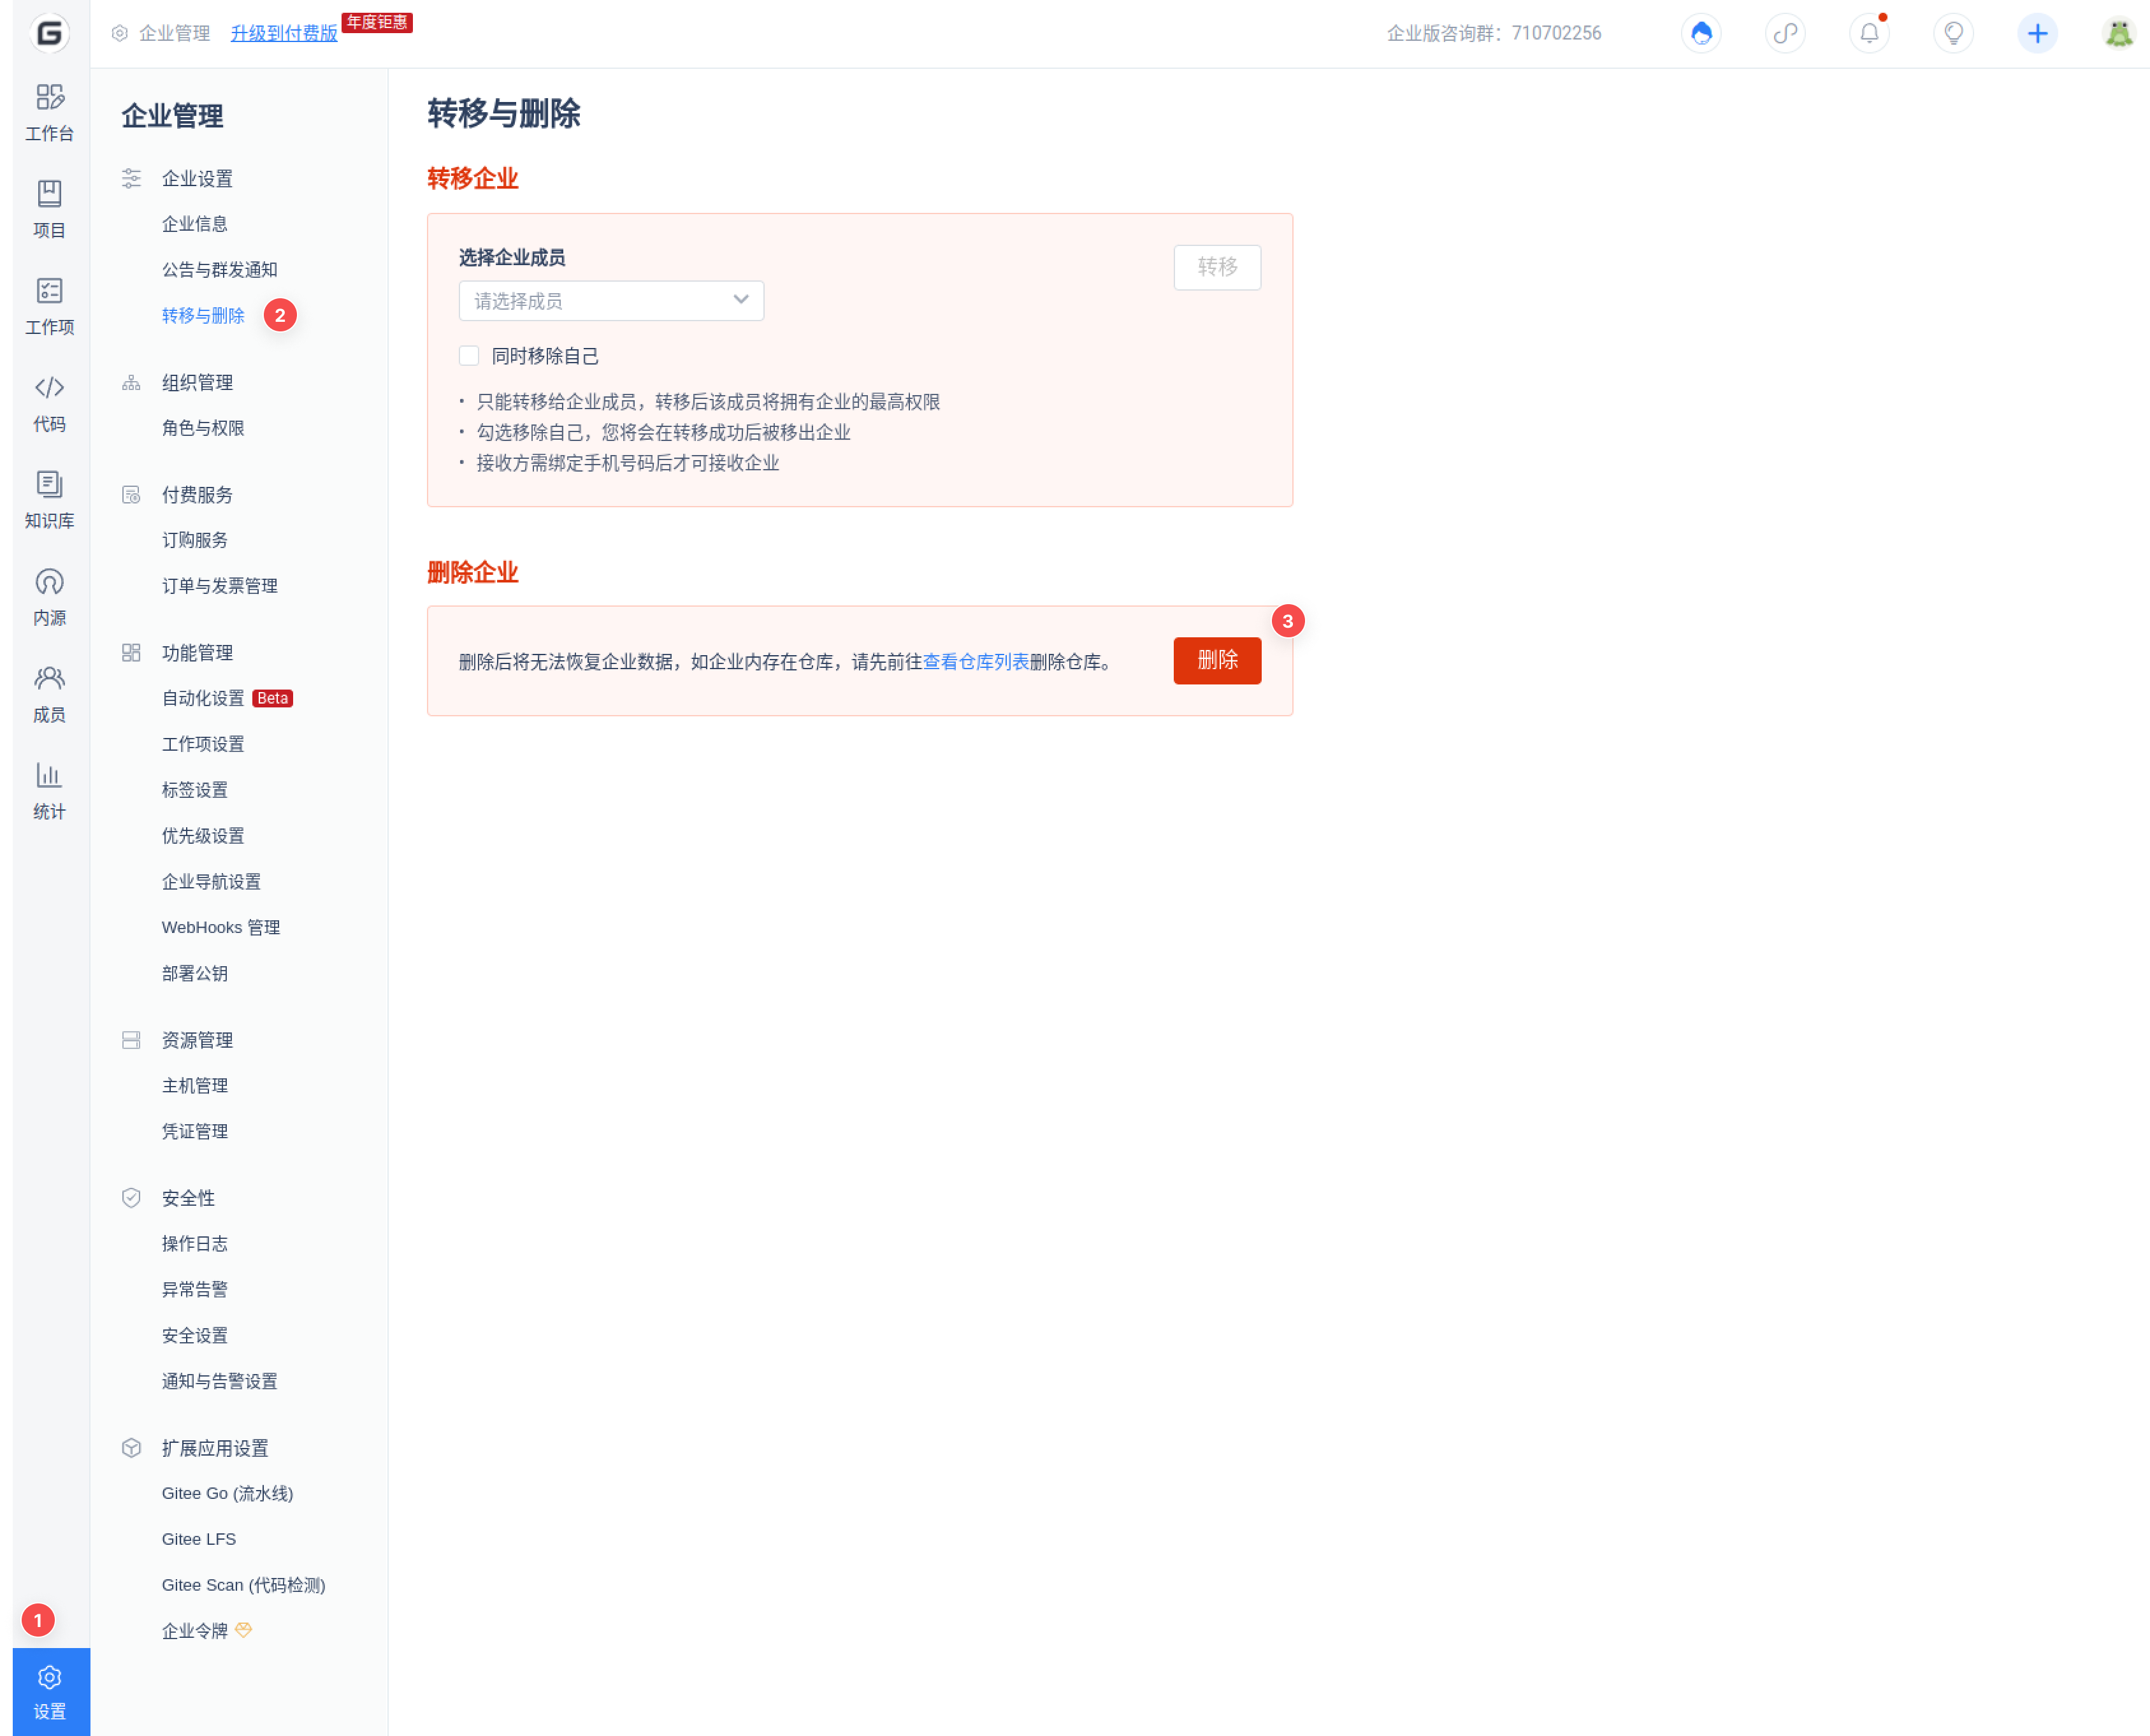 企业管理 升级到付费版 年度钜惠 企业版咨询群：710702256
工作台
项目
工作项
代码
知识库
内源
成员
统计
1
设置
企业管理
企业设置
企业信息
公告与群发通知
转移与删除 2
组织管理
角色与权限
付费服务
订购服务
订单与发票管理
功能管理
自动化设置 Beta
工作项设置
标签设置
优先级设置
企业导航设置
WebHooks 管理
部署公钥
资源管理
主机管理
凭证管理
安全性
操作日志
异常告警
安全设置
通知与告警设置
扩展应用设置
Gitee Go (流水线)
Gitee LFS
Gitee Scan (代码检测)
企业令牌
转移与删除
转移企业
选择企业成员
请选择成员
转移
同时移除自己
• 只能转移给企业成员，转移后该成员将拥有企业的最高权限
• 勾选移除自己，您将会在转移成功后被移出企业
• 接收方需绑定手机号码后才可接收企业
删除企业
3
删除后将无法恢复企业数据，如企业内存在仓库，请先前往查看仓库列表删除仓库。 删除